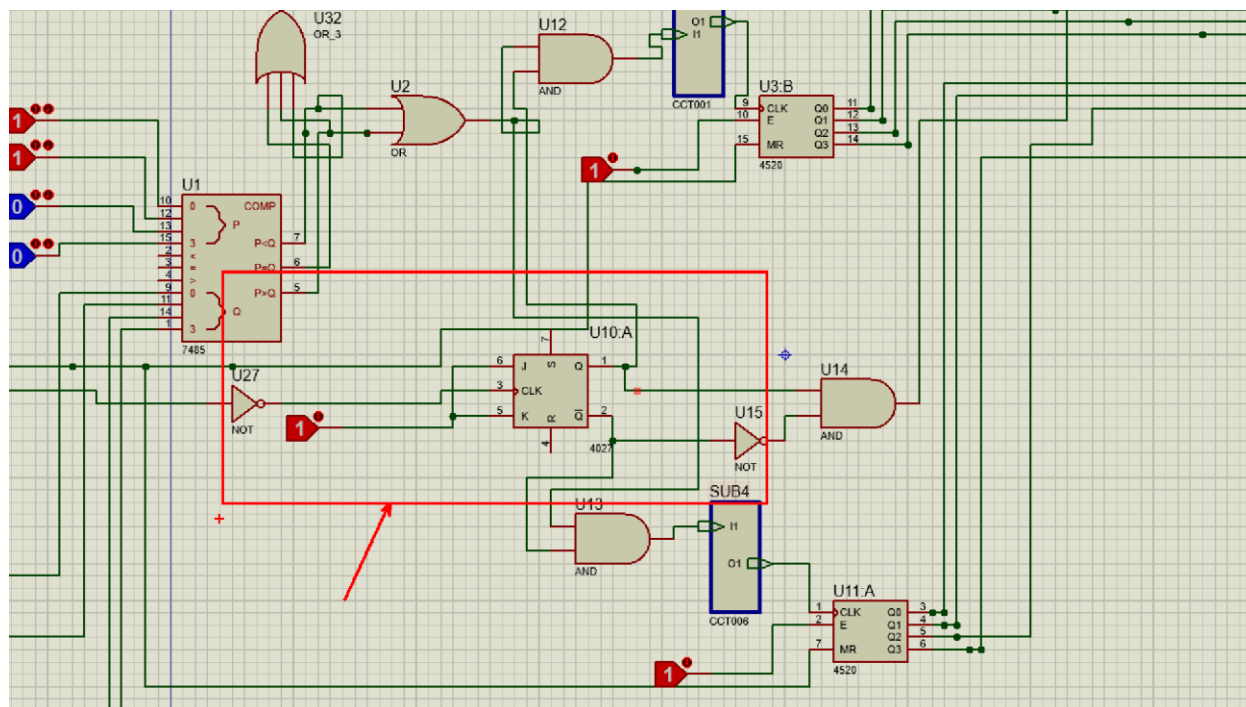 U32
OR_3
U2
OR
U12
AND
O1
I1
CCT001
U3:B
9 CLK Q0 11
10 E Q1 12
Q2 13
15 MR Q3 14
4520
1
1
0
0
1
U1
10 0 COMP
12
13 P
15 3 P<Q 7
2 <
3 = P=Q 6
4 >
9 0 P>Q 5
11
14 Q
1 3
7485
U10:A
7
6 J S Q 1
3 CLK
5 K R Q 2
4
4027
U27
NOT
1
U15
NOT
U14
AND
U13
AND
SUB4
I1
O1
CCT006
U11:A
1 CLK Q0 3
2 E Q1 4
Q2 5
7 MR Q3 6
4520
1